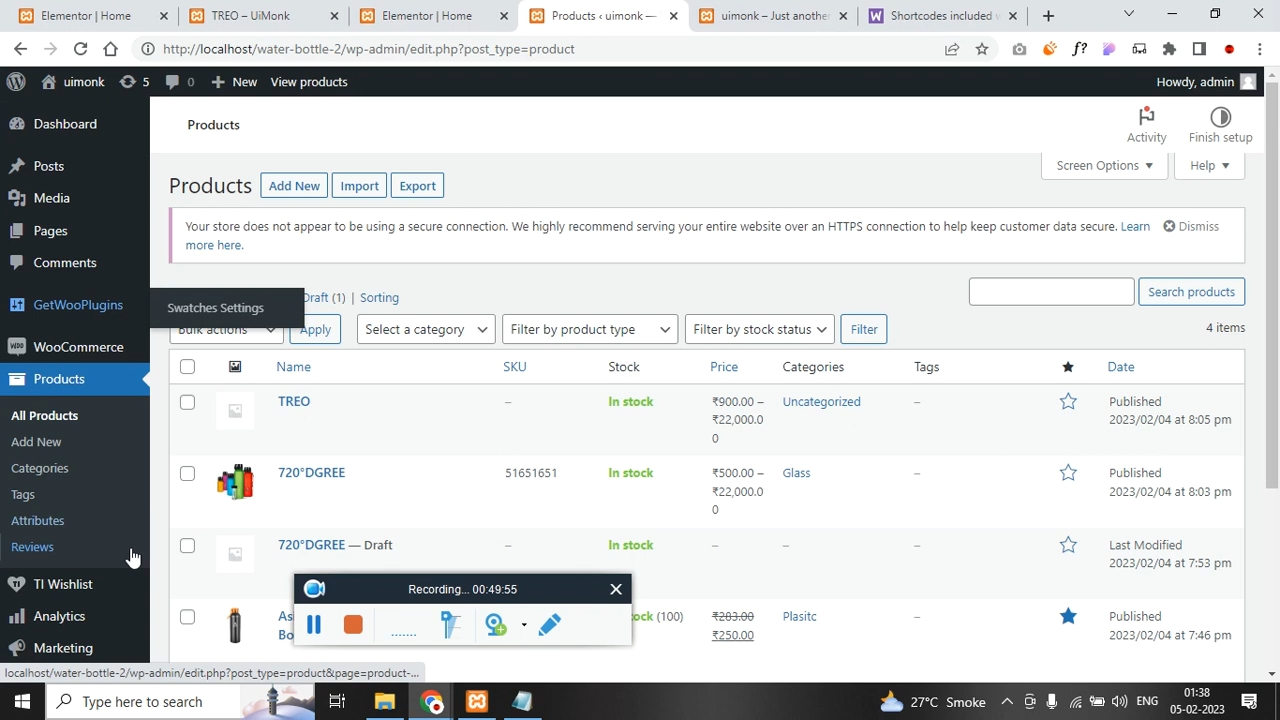 Elementor | Home
TREO – UiMonk
Elementor | Home
Products ‹ uimonk —
uimonk – Just another
Shortcodes included w
http://localhost/water-bottle-2/wp-admin/edit.php?post_type=product
f?
uimonk
5
0
New
View products
Howdy, admin
Dashboard
Posts
Media
Pages
Comments
GetWooPlugins
Swatches Settings
WooCommerce
Products
All Products
Add New
Categories
Tags
Attributes
Reviews
TI Wishlist
Analytics
Marketing
Products
Activity
Finish setup
Screen Options
Help
Products
Add New
Import
Export
Your store does not appear to be using a secure connection. We highly recommend serving your entire website over an HTTPS connection to help keep customer data secure. Learn
more here.
Dismiss
Draft (1) | Sorting
Search products
Bulk actions
Apply
Select a category
Filter by product type
Filter by stock status
Filter
4 items
Name
SKU
Stock
Price
Categories
Tags
Date
TREO
–
In stock
₹900.00 –
₹22,000.0
0
Uncategorized
–
Published
2023/02/04 at 8:05 pm
720°DGREE
51651651
In stock
₹500.00 –
₹22,000.0
0
Glass
–
Published
2023/02/04 at 8:03 pm
720°DGREE — Draft
–
In stock
–
–
–
Last Modified
2023/02/04 at 7:53 pm
(100)
₹283.00
₹250.00
Plasitc
–
Published
2023/02/04 at 7:46 pm
Recording... 00:49:55
localhost/water-bottle-2/wp-admin/edit.php?post_type=product&page=product-...
Type here to search
27°C Smoke
ENG
01:38
05-02-2023